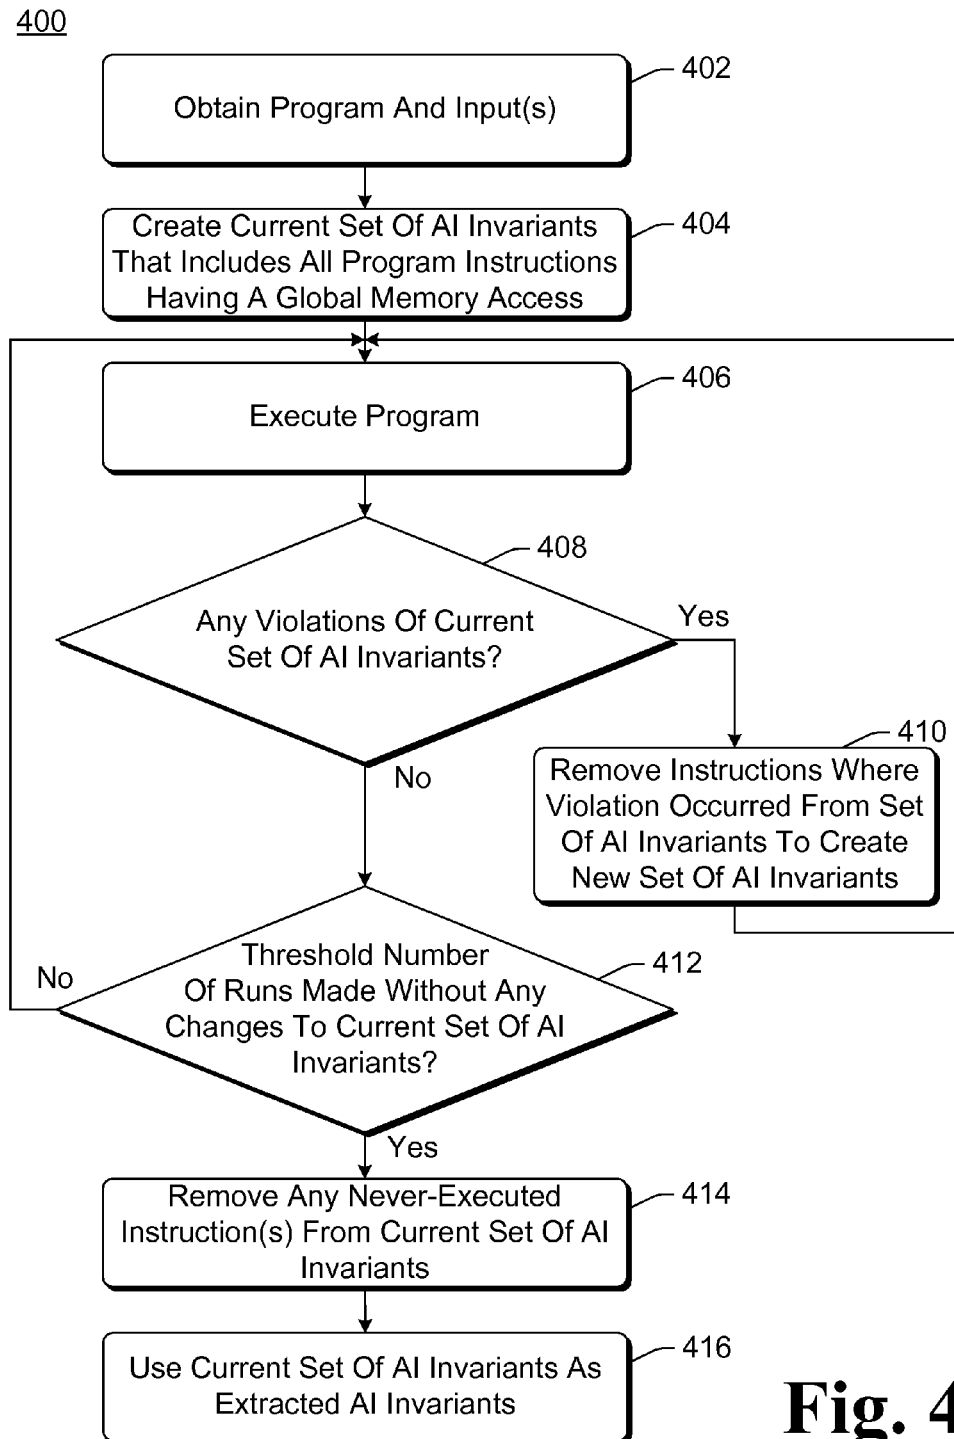 400
402
Obtain Program And Input(s)
404
Create Current Set Of AI Invariants
That Includes All Program Instructions
Having A Global Memory Access
406
Execute Program
408
Any Violations Of Current
Set Of AI Invariants?
Yes
No
410
Remove Instructions Where
Violation Occurred From Set
Of AI Invariants To Create
New Set Of AI Invariants
412
Threshold Number
Of Runs Made Without Any
Changes To Current Set Of AI
Invariants?
No
Yes
414
Remove Any Never-Executed
Instruction(s) From Current Set Of AI
Invariants
416
Use Current Set Of AI Invariants As
Extracted AI Invariants
Fig. 4